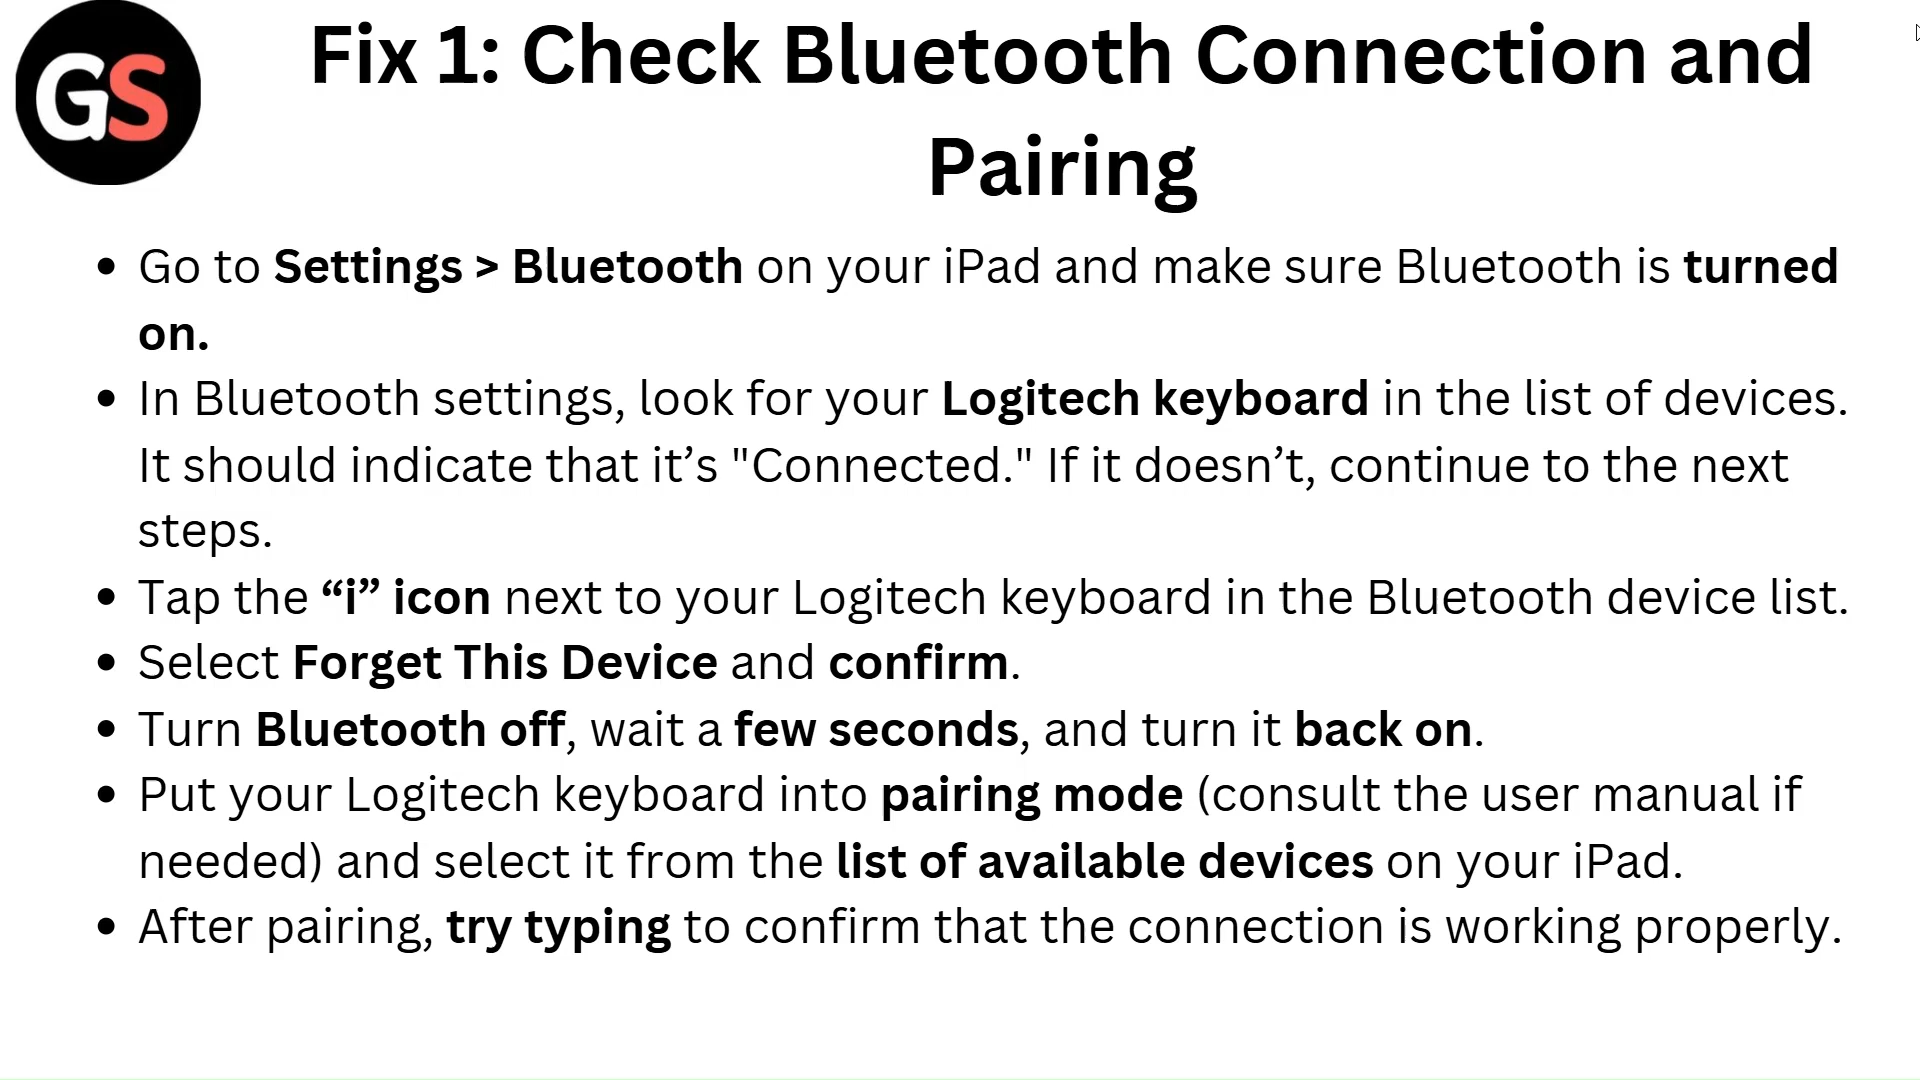 GS
Fix 1: Check Bluetooth Connection and
Pairing
• Go to Settings > Bluetooth on your iPad and make sure Bluetooth is turned
on.
• In Bluetooth settings, look for your Logitech keyboard in the list of devices.
It should indicate that it’s "Connected." If it doesn’t, continue to the next
steps.
• Tap the “i” icon next to your Logitech keyboard in the Bluetooth device list.
• Select Forget This Device and confirm.
• Turn Bluetooth off, wait a few seconds, and turn it back on.
• Put your Logitech keyboard into pairing mode (consult the user manual if
needed) and select it from the list of available devices on your iPad.
• After pairing, try typing to confirm that the connection is working properly.